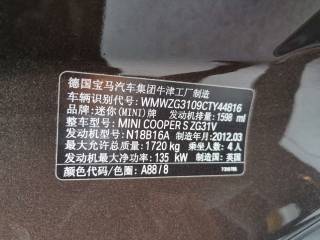 德国宝马汽车集团牛津工厂制造
车辆识别代号：WMWZG3109CTY44816
品牌：迷你(MINI)牌 发动机排量：1598 ml
整车型号：MINI COOPER S ZG31V
发动机型号：N18B16A 制造年月：2012.03
最大允许总质量：1720 kg 乘坐人数：4人
发动机最大净功率：135 kW 制造国：英国
颜色代码/色：A88/8